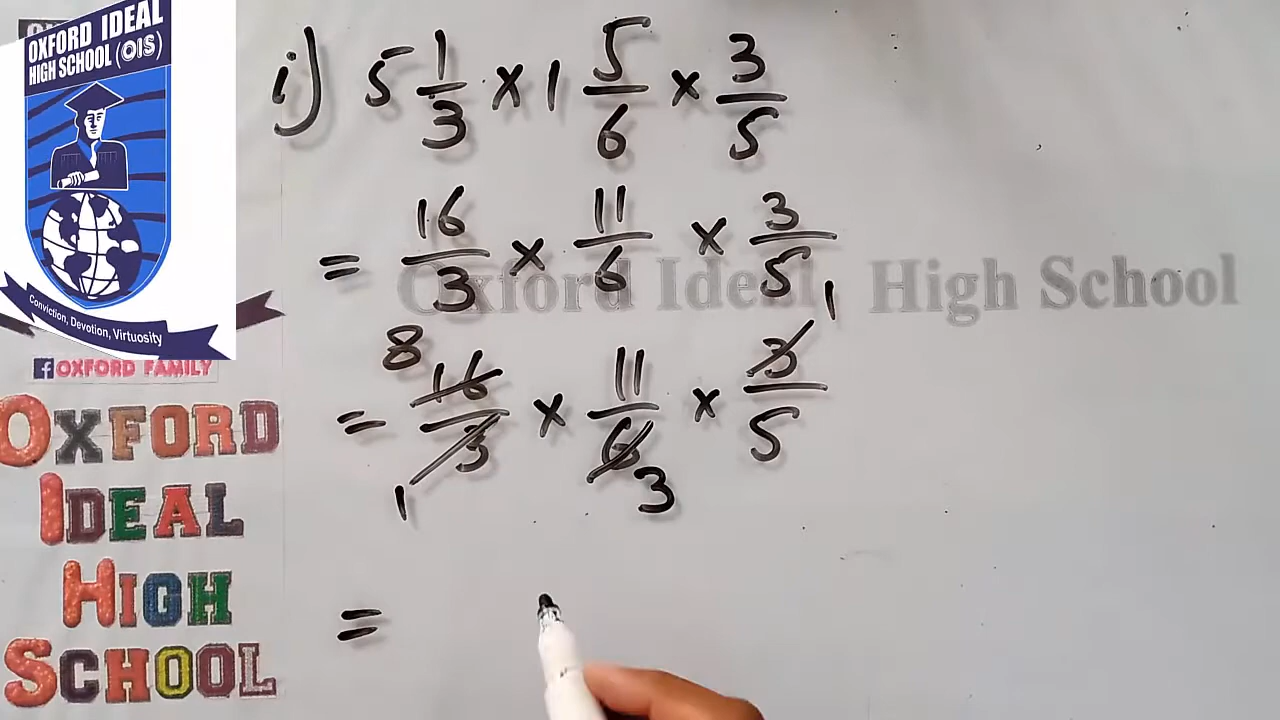 OXFORD IDEAL
HIGH SCHOOL (OIS)
Conviction, Devotion, Virtuosity
f OXFORD FAMILY
OXFORD
IDEAL
HIGH
SCHOOL
Oxford Ideal High School
i) 5 1/3 × 1 5/6 × 3/5
= 16/3 × 11/6 × 3/5
8 1
= 16/3 × 11/6 × 3/5
1 3
=